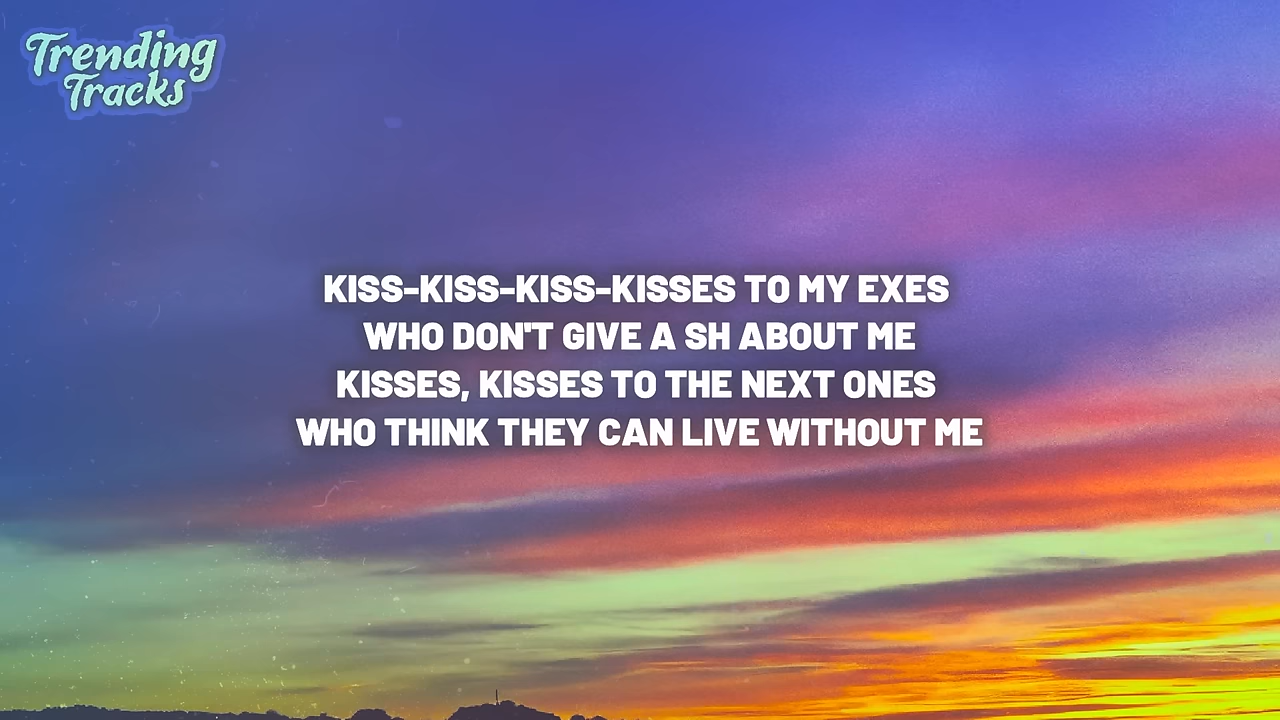 Trending
Tracks
KISS-KISS-KISS-KISSES TO MY EXES
WHO DON'T GIVE A SH ABOUT ME
KISSES, KISSES TO THE NEXT ONES
WHO THINK THEY CAN LIVE WITHOUT ME